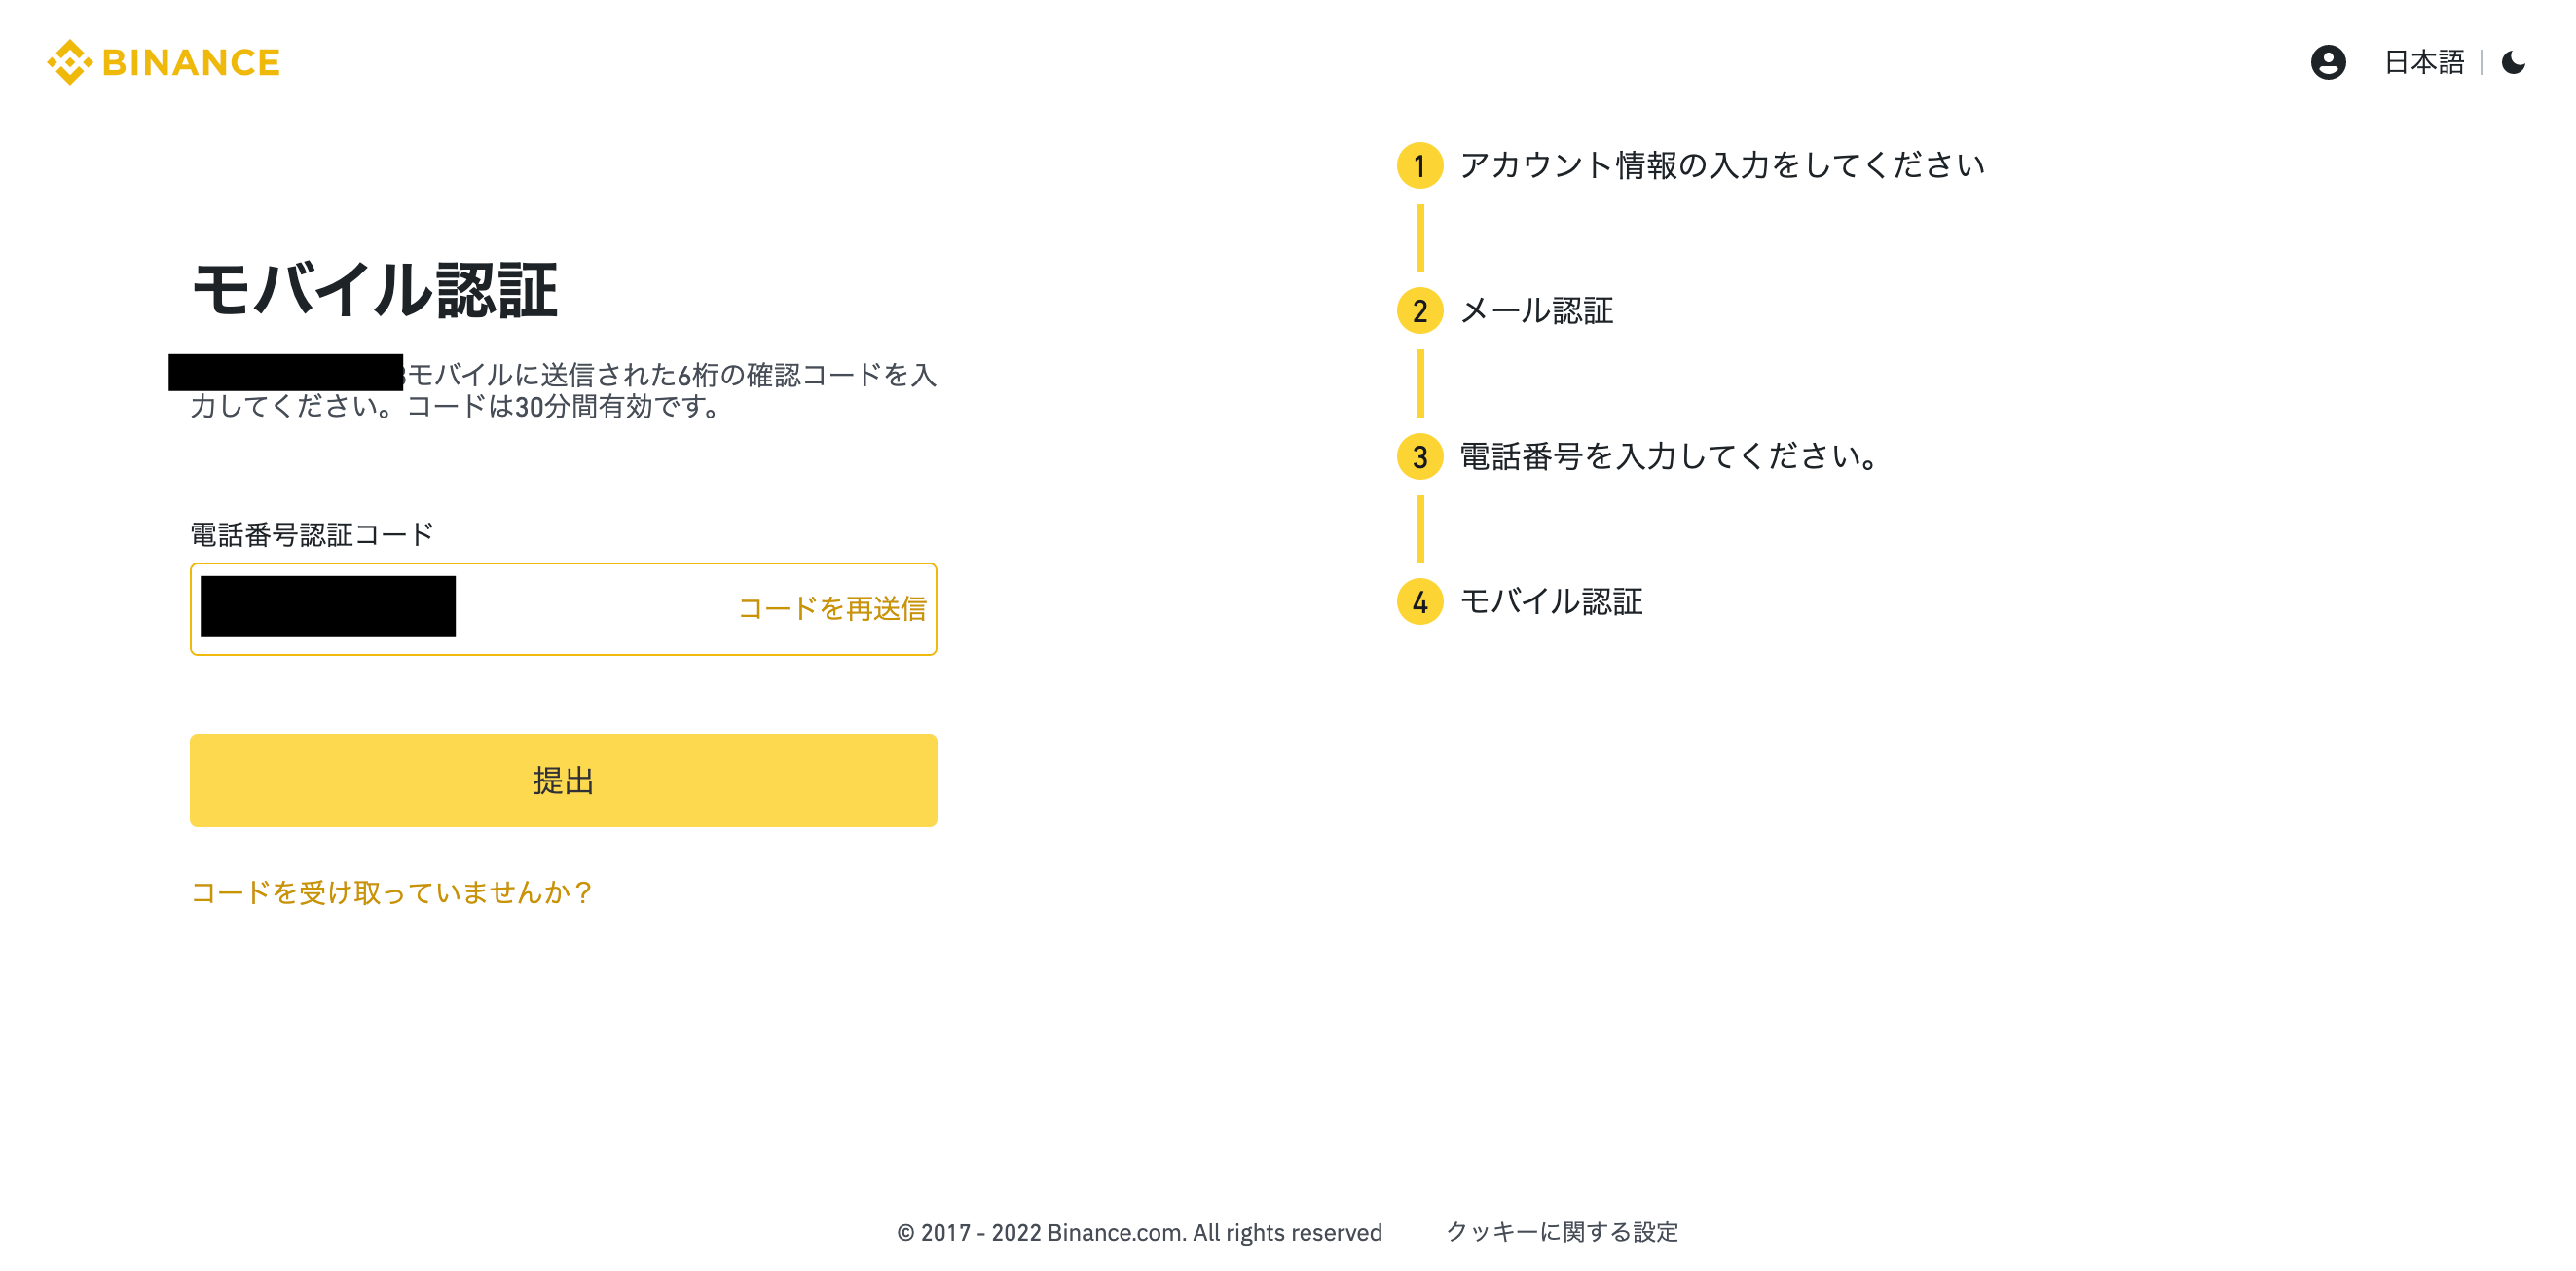 BINANCE
日本語
モバイル認証
モバイルに送信された6桁の確認コードを入
力してください。コードは30分間有効です。
電話番号認証コード
コードを再送信
提出
コードを受け取っていませんか？
1 アカウント情報の入力をしてください
2 メール認証
3 電話番号を入力してください。
4 モバイル認証
© 2017 - 2022 Binance.com. All rights reserved クッキーに関する設定